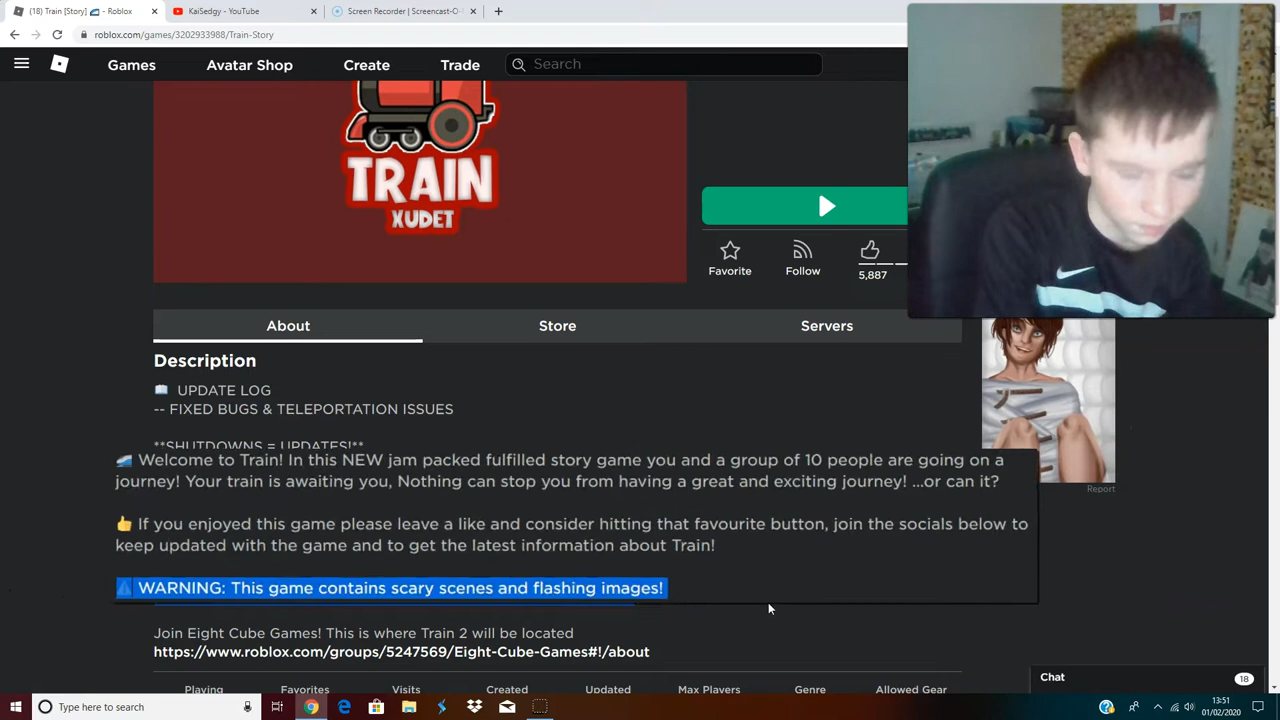 (18) Train [Story] 🚄 - Roblox
KaiSedgy - YouTube
Screen Recorder | Screencast-O-
roblox.com/games/3202933988/Train-Story
Games Avatar Shop Create Trade Search
TRAIN
XUDET
Favorite Follow 5,887
About Store Servers
Description
📖 UPDATE LOG
-- FIXED BUGS & TELEPORTATION ISSUES
**SHUTDOWNS = UPDATES!**
🚄 Welcome to Train! In this NEW jam packed fulfilled story game you and a group of 10 people are going on a
journey! Your train is awaiting you, Nothing can stop you from having a great and exciting journey! ...or can it?
👍 If you enjoyed this game please leave a like and consider hitting that favourite button, join the socials below to
keep updated with the game and to get the latest information about Train!
⚠ WARNING: This game contains scary scenes and flashing images!
Report
Join Eight Cube Games! This is where Train 2 will be located
https://www.roblox.com/groups/5247569/Eight-Cube-Games#!/about
Playing Favorites Visits Created Updated Max Players Genre Allowed Gear
Chat 18
Type here to search
13:51
01/02/2020